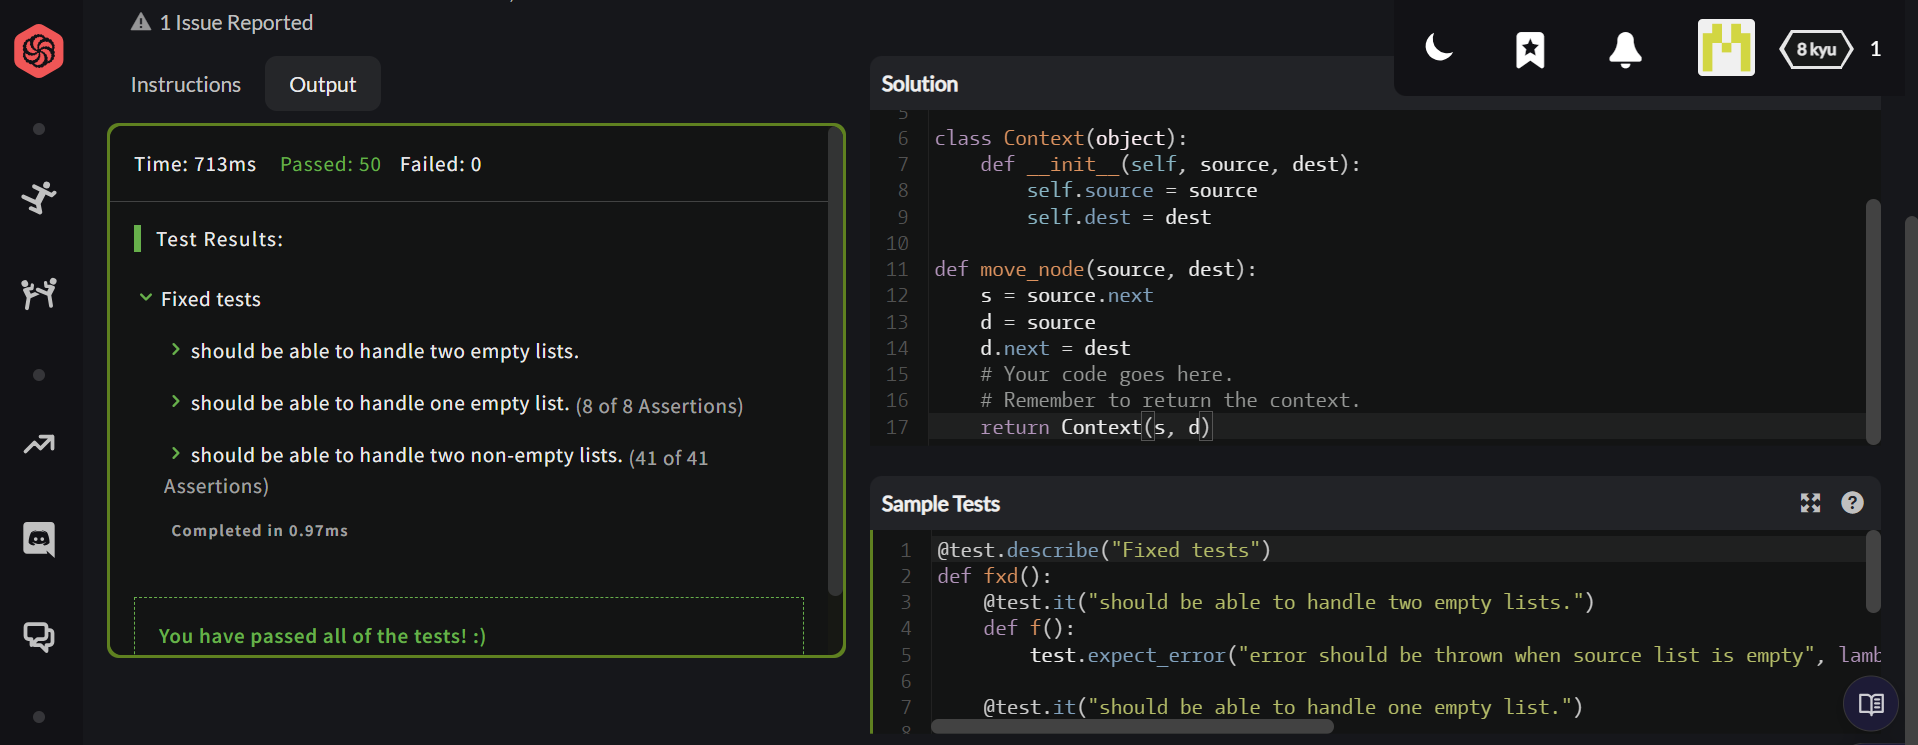 1 Issue Reported
8 kyu
1
Instructions
Output
Time: 713ms Passed: 50 Failed: 0
Test Results:
Fixed tests
should be able to handle two empty lists.
should be able to handle one empty list. (8 of 8 Assertions)
should be able to handle two non-empty lists. (41 of 41
Assertions)
Completed in 0.97ms
You have passed all of the tests! :)
Solution
5
6 class Context(object):
7     def __init__(self, source, dest):
8         self.source = source
9         self.dest = dest
10
11 def move_node(source, dest):
12     s = source.next
13     d = source
14     d.next = dest
15     # Your code goes here.
16     # Remember to return the context.
17     return Context(s, d)
Sample Tests
?
1 @test.describe("Fixed tests")
2 def fxd():
3     @test.it("should be able to handle two empty lists.")
4     def f():
5         test.expect_error("error should be thrown when source list is empty", lamb
6
7     @test.it("should be able to handle one empty list.")
8